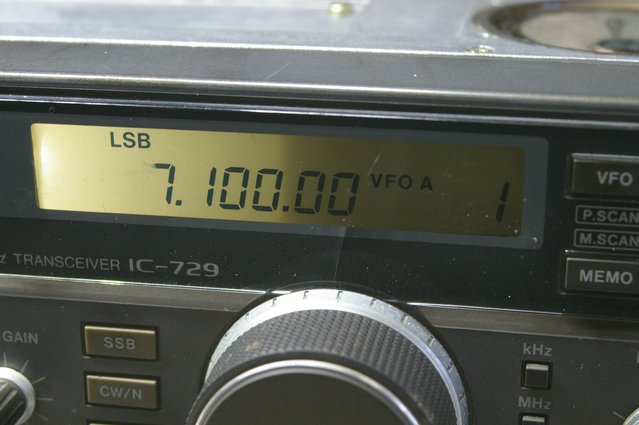 LSB
7.100.00 VFO A 1
VFO
P.SCAN
M.SCAN
MEMO
TRANSCEIVER IC-729
GAIN
SSB
CW/N
kHz
MHz